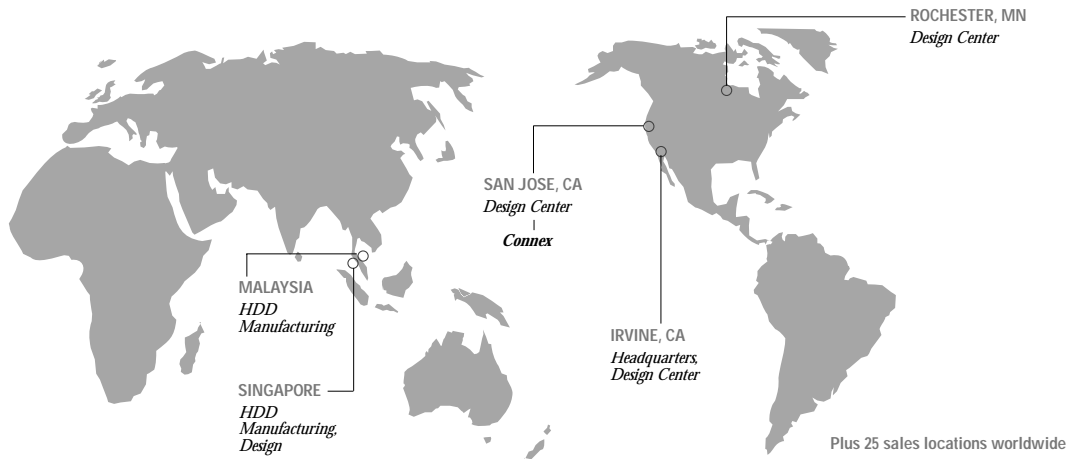 ROCHESTER, MN
Design Center
SAN JOSE, CA
Design Center
Connex
MALAYSIA
HDD
Manufacturing
IRVINE, CA
Headquarters,
Design Center
SINGAPORE
HDD
Manufacturing,
Design
Plus 25 sales locations worldwide